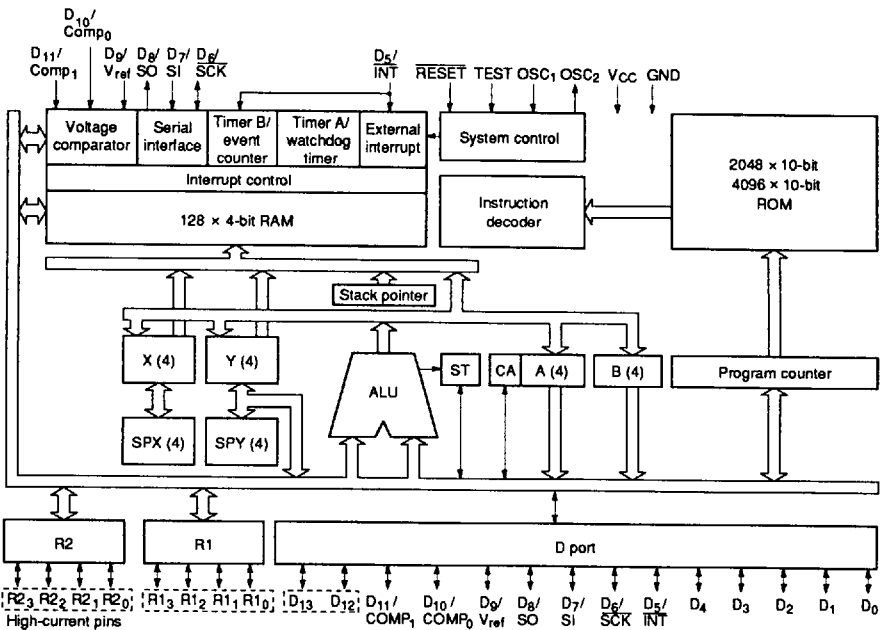 D10/
Comp0
D11/
Comp1
D9/
Vref
D8/
SO
D7/
SI
D6/
SCK
D5/
INT
RESET TEST OSC1 OSC2 VCC GND
Voltage
comparator
Serial
interface
Timer B/
event
counter
Timer A/
watchdog
timer
External
interrupt
System control
2048 × 10-bit
4096 × 10-bit
ROM
Interrupt control
128 × 4-bit RAM
Instruction
decoder
Stack pointer
X (4)
Y (4)
ALU
ST
CA
A (4)
B (4)
Program counter
SPX (4)
SPY (4)
R2
R1
D port
R23 R22 R21 R20
High-current pins
R13 R12 R11 R10
D13 D12
D11/
COMP1
D10/
COMP0
D9/
Vref
D8/
SO
D7/
SI
D6/
SCK
D5/
INT
D4 D3 D2 D1 D0